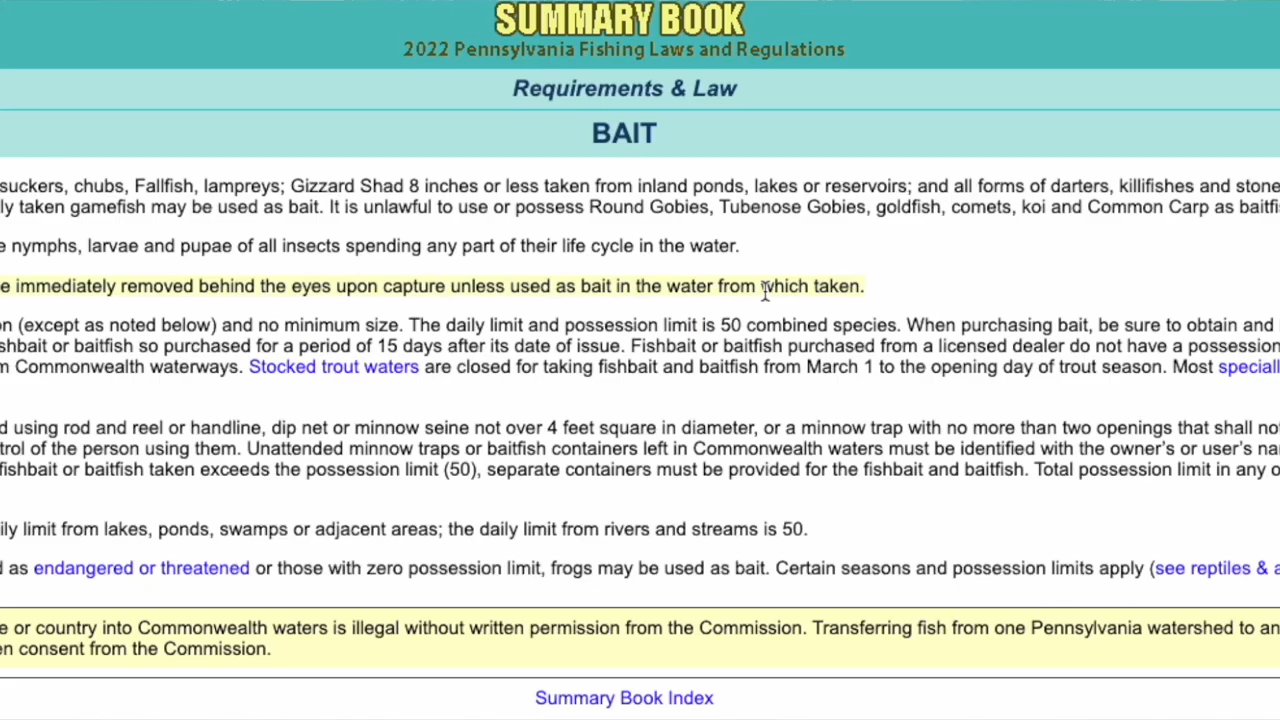 SUMMARY BOOK
2022 Pennsylvania Fishing Laws and Regulations
Requirements & Law
BAIT
suckers, chubs, Fallfish, lampreys; Gizzard Shad 8 inches or less taken from inland ponds, lakes or reservoirs; and all forms of darters, killifishes and stone
ly taken gamefish may be used as bait. It is unlawful to use or possess Round Gobies, Tubenose Gobies, goldfish, comets, koi and Common Carp as baitfi
e nymphs, larvae and pupae of all insects spending any part of their life cycle in the water.
e immediately removed behind the eyes upon capture unless used as bait in the water from which taken.
on (except as noted below) and no minimum size. The daily limit and possession limit is 50 combined species. When purchasing bait, be sure to obtain and
shbait or baitfish so purchased for a period of 15 days after its date of issue. Fishbait or baitfish purchased from a licensed dealer do not have a possession
m Commonwealth waterways. Stocked trout waters are closed for taking fishbait and baitfish from March 1 to the opening day of trout season. Most speciall
d using rod and reel or handline, dip net or minnow seine not over 4 feet square in diameter, or a minnow trap with no more than two openings that shall no
trol of the person using them. Unattended minnow traps or baitfish containers left in Commonwealth waters must be identified with the owner's or user's na
fishbait or baitfish taken exceeds the possession limit (50), separate containers must be provided for the fishbait and baitfish. Total possession limit in any o
ily limit from lakes, ponds, swamps or adjacent areas; the daily limit from rivers and streams is 50.
d as endangered or threatened or those with zero possession limit, frogs may be used as bait. Certain seasons and possession limits apply (see reptiles & a
e or country into Commonwealth waters is illegal without written permission from the Commission. Transferring fish from one Pennsylvania watershed to an
en consent from the Commission.
Summary Book Index